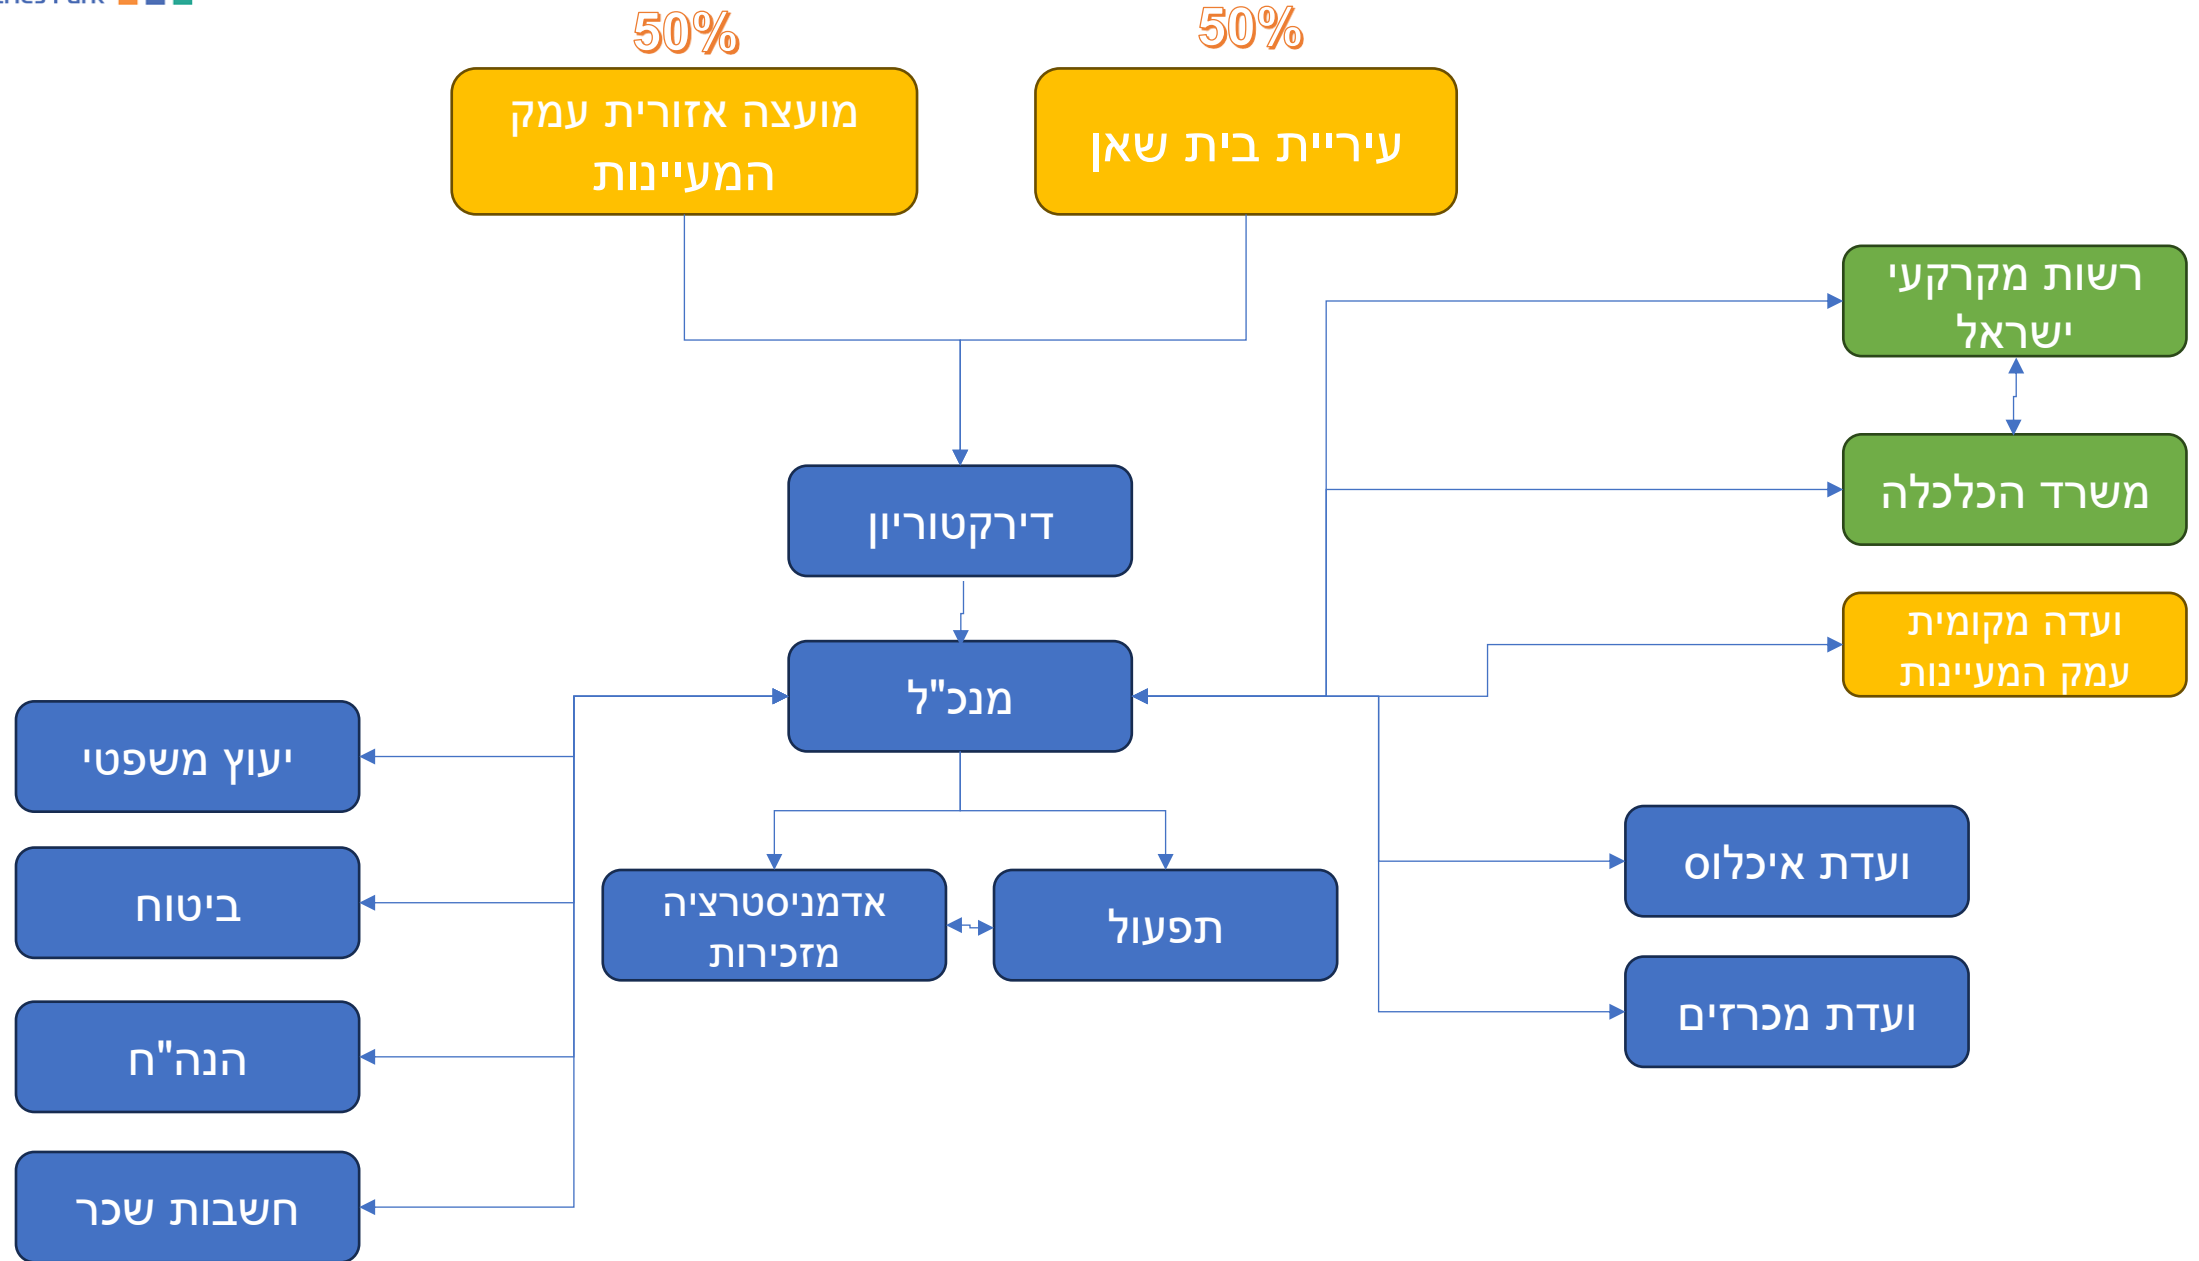 50%
50%
עיריית בית שאן
מועצה אזורית עמק
המעיינות
רשות מקרקעי
ישראל
משרד הכלכלה
דירקטוריון
ועדה מקומית
עמק המעיינות
מנכ"ל
יעוץ משפטי
ועדת איכלוס
תפעול
אדמניסטרציה
מזכירות
ביטוח
ועדת מכרזים
הנה"ח
חשבות שכר